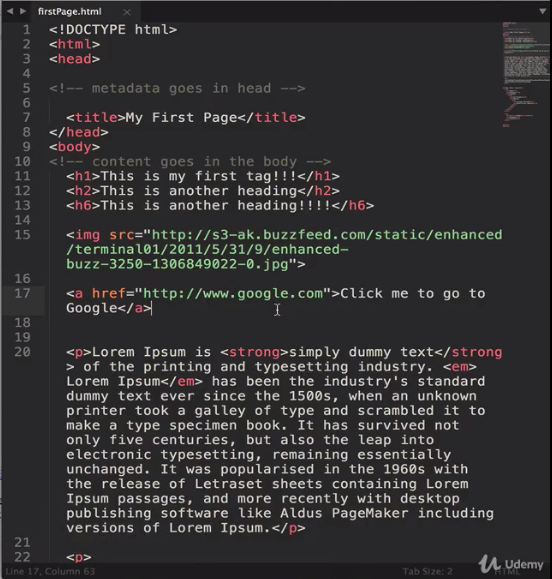 firstPage.html
1 <!DOCTYPE html>
2 <html>
3 <head>
4
5 <!-- metadata goes in head -->
6
7 <title>My First Page</title>
8 </head>
9 <body>
10 <!-- content goes in the body -->
11 <h1>This is my first tag!!!</h1>
12 <h2>This is another heading</h2>
13 <h6>This is another heading!!!!</h6>
14
15 <img src="http://s3-ak.buzzfeed.com/static/enhanced
/terminal01/2011/5/31/9/enhanced-
buzz-3250-1306849022-0.jpg">
16
17 <a href="http://www.google.com">Click me to go to
Google</a>
18
19
20 <p>Lorem Ipsum is <strong>simply dummy text</strong
> of the printing and typesetting industry. <em>
Lorem Ipsum</em> has been the industry's standard
dummy text ever since the 1500s, when an unknown
printer took a galley of type and scrambled it to
make a type specimen book. It has survived not
only five centuries, but also the leap into
electronic typesetting, remaining essentially
unchanged. It was popularised in the 1960s with
the release of Letraset sheets containing Lorem
Ipsum passages, and more recently with desktop
publishing software like Aldus PageMaker including
versions of Lorem Ipsum.</p>
21
22 <p>
Line 17, Column 63
Tab Size: 2
HTML
Udemy